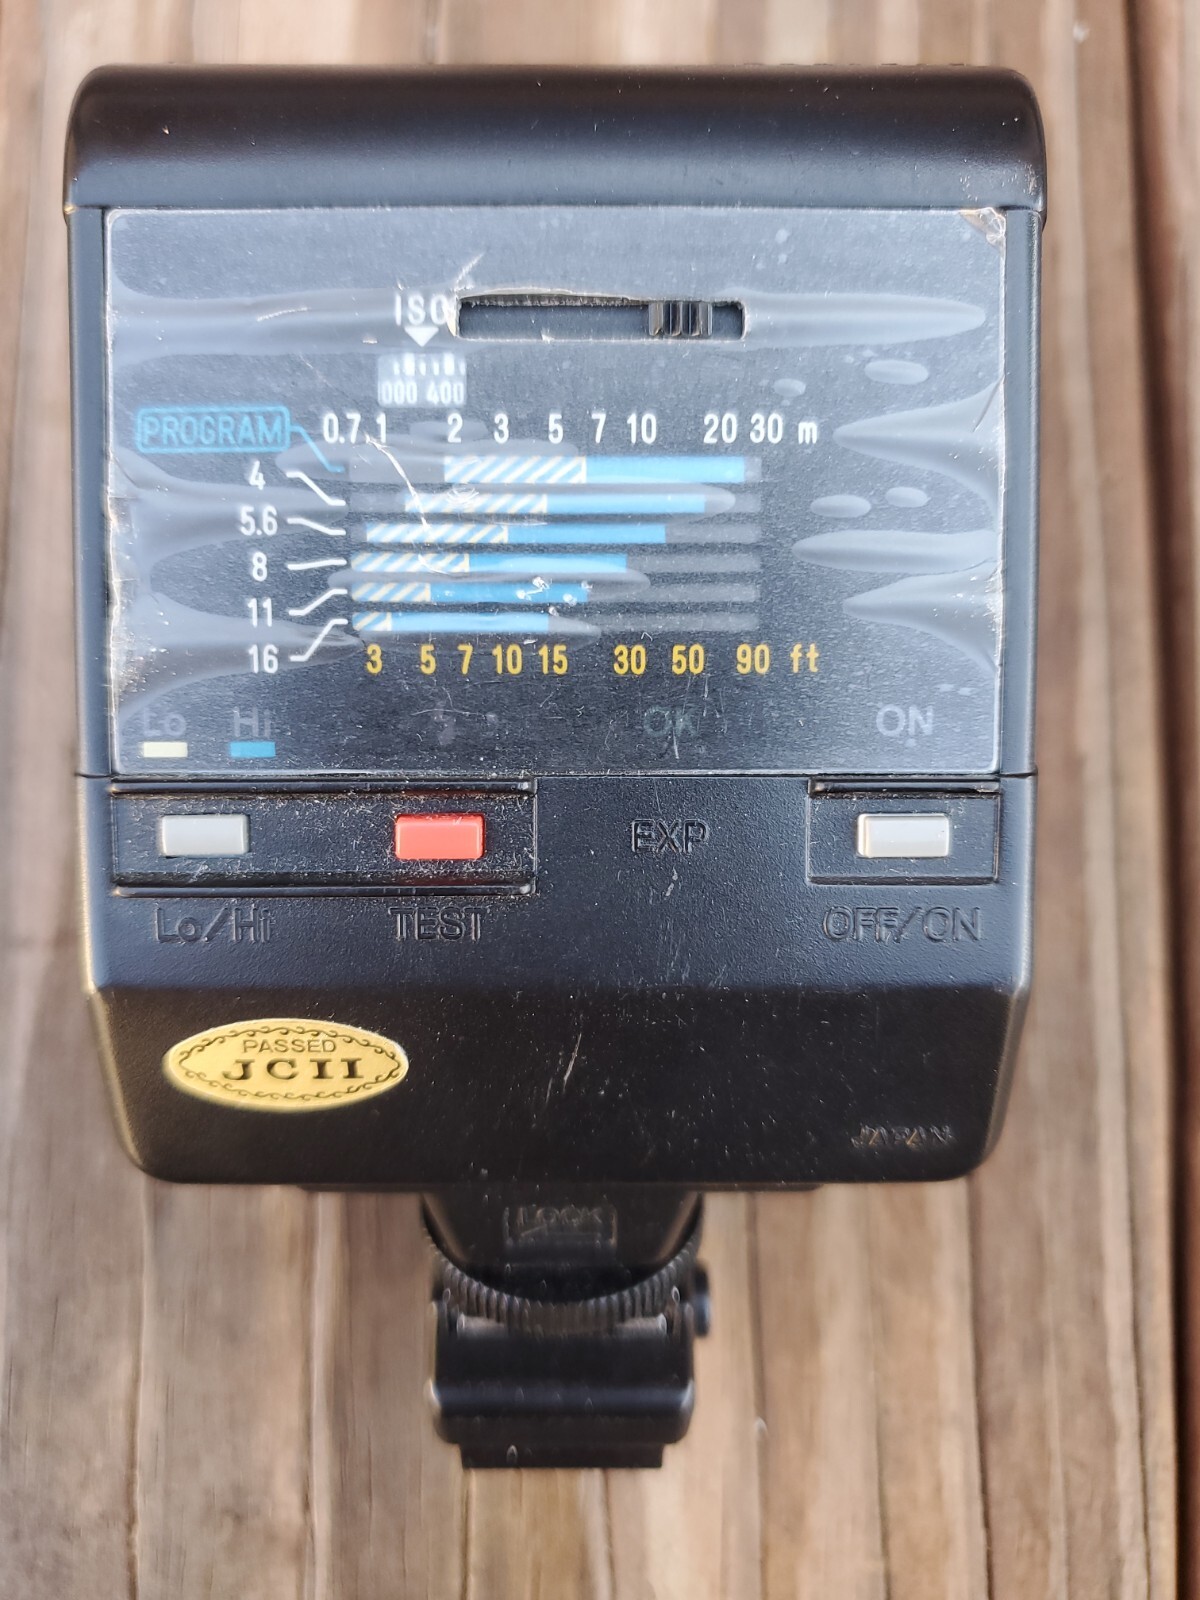 ISO
000 400
PROGRAM 0.7 1 2 3 5 7 10 20 30 m
4
5.6
8
11
16
3 5 7 10 15 30 50 90 ft
Lo Hi OK ON
EXP
Lo/Hi TEST OFF/ON
PASSED
JCII
JAPAN
LOCK